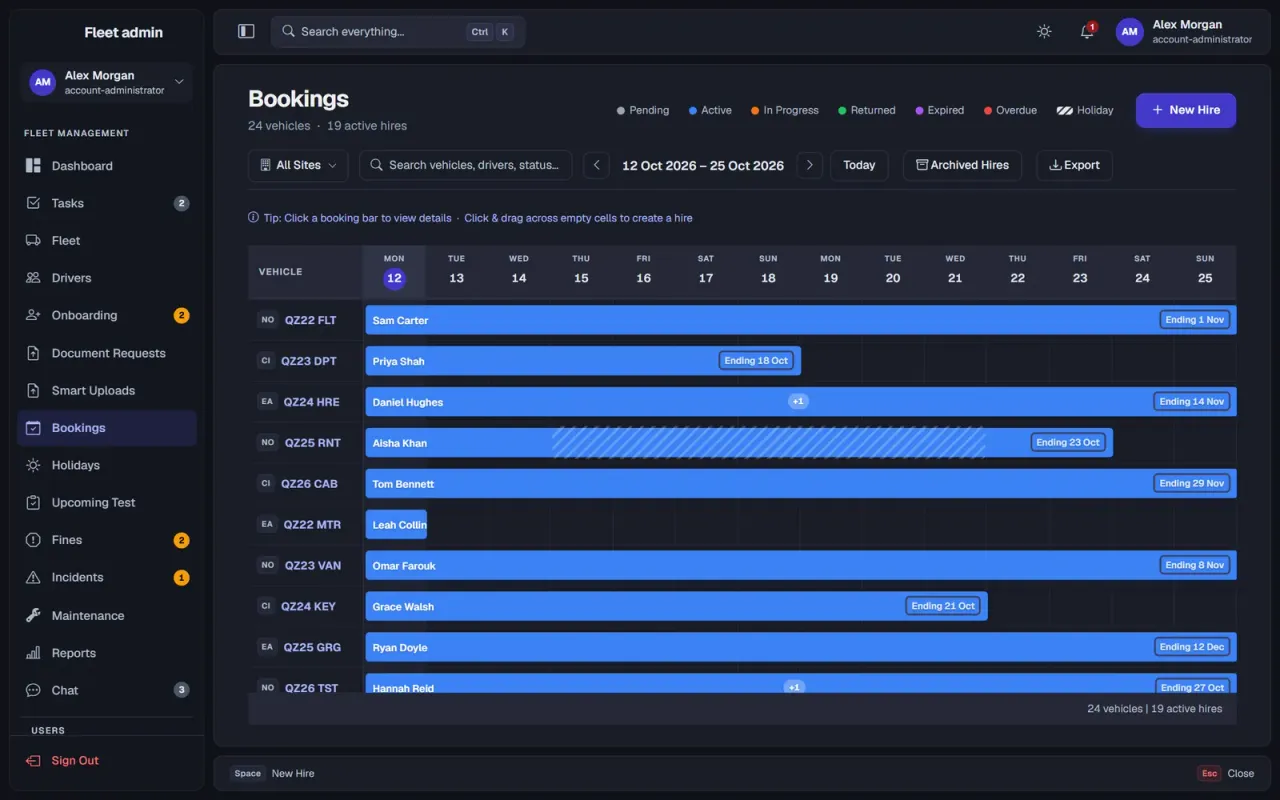 Fleet admin
AM
Alex Morgan
account-administrator
FLEET MANAGEMENT
Dashboard
Tasks 2
Fleet
Drivers
Onboarding 2
Document Requests
Smart Uploads
Bookings
Holidays
Upcoming Test
Fines 2
Incidents 1
Maintenance
Reports
Chat 3
USERS
Sign Out
Search everything... Ctrl K
1
AM
Alex Morgan
account-administrator
Bookings
24 vehicles · 19 active hires
Pending Active In Progress Returned Expired Overdue Holiday
+ New Hire
All Sites
Search vehicles, drivers, status...
12 Oct 2026 – 25 Oct 2026
Today
Archived Hires
Export
Tip: Click a booking bar to view details · Click & drag across empty cells to create a hire
VEHICLE
MON TUE WED THU FRI SAT SUN MON TUE WED THU FRI SAT SUN
12 13 14 15 16 17 18 19 20 21 22 23 24 25
NO QZ22 FLT Sam Carter Ending 1 Nov
CI QZ23 DPT Priya Shah Ending 18 Oct
EA QZ24 HRE Daniel Hughes +1 Ending 14 Nov
NO QZ25 RNT Aisha Khan Ending 23 Oct
CI QZ26 CAB Tom Bennett Ending 29 Nov
EA QZ22 MTR Leah Collin
NO QZ23 VAN Omar Farouk Ending 8 Nov
CI QZ24 KEY Grace Walsh Ending 21 Oct
EA QZ25 GRG Ryan Doyle Ending 12 Dec
NO QZ26 TST Hannah Reid +1 Ending 27 Oct
24 vehicles | 19 active hires
Space New Hire
Esc Close